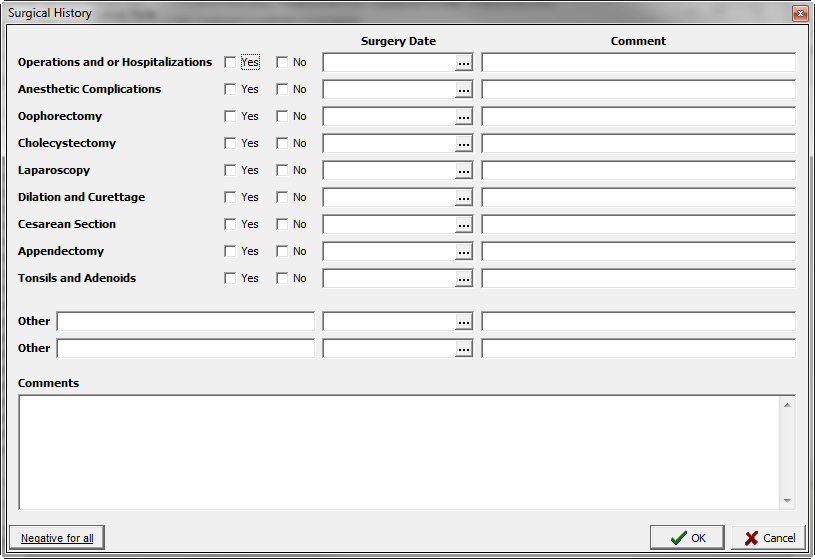 Surgical History
Surgery Date Comment
Operations and or Hospitalizations Yes No ...
Anesthetic Complications Yes No ...
Oophorectomy Yes No ...
Cholecystectomy Yes No ...
Laparoscopy Yes No ...
Dilation and Curettage Yes No ...
Cesarean Section Yes No ...
Appendectomy Yes No ...
Tonsils and Adenoids Yes No ...
Other ...
Other ...
Comments
Negative for all OK Cancel